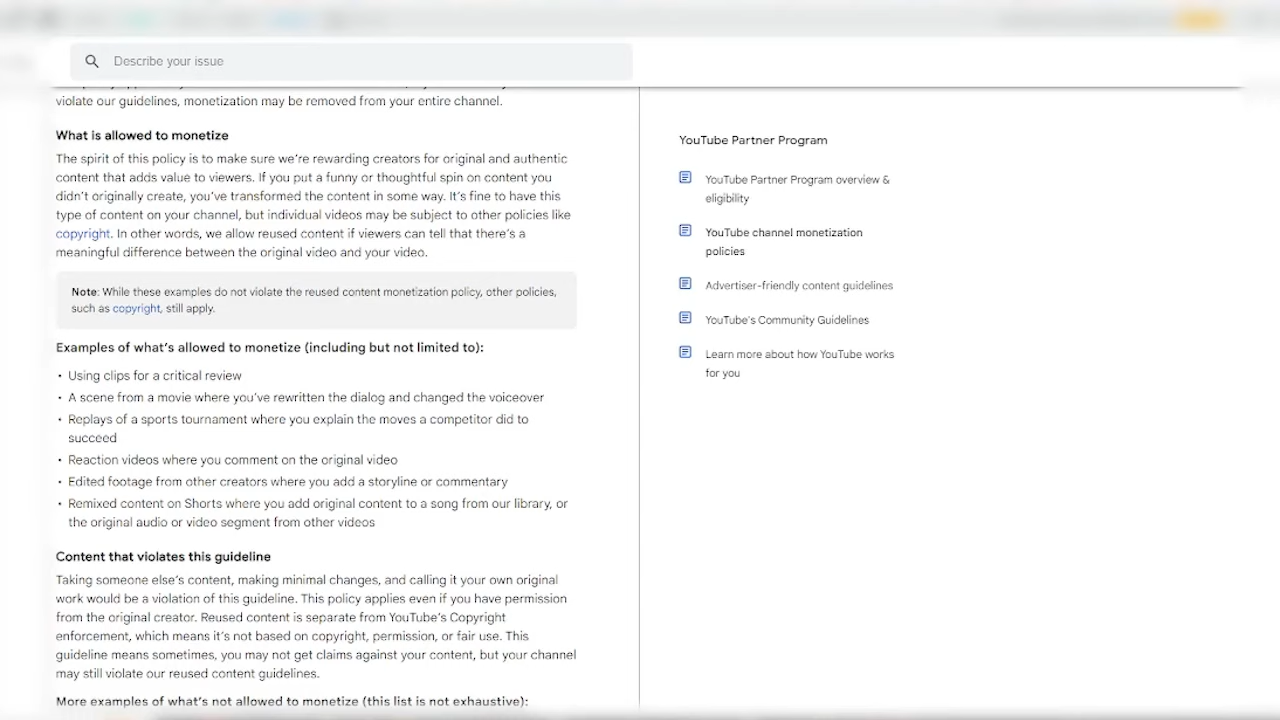 Describe your issue
violate our guidelines, monetization may be removed from your entire channel.
What is allowed to monetize
The spirit of this policy is to make sure we're rewarding creators for original and authentic
content that adds value to viewers. If you put a funny or thoughtful spin on content you
didn't originally create, you've transformed the content in some way. It's fine to have this
type of content on your channel, but individual videos may be subject to other policies like
copyright. In other words, we allow reused content if viewers can tell that there's a
meaningful difference between the original video and your video.
Note: While these examples do not violate the reused content monetization policy, other policies,
such as copyright, still apply.
Examples of what's allowed to monetize (including but not limited to):
• Using clips for a critical review
• A scene from a movie where you've rewritten the dialog and changed the voiceover
• Replays of a sports tournament where you explain the moves a competitor did to
succeed
• Reaction videos where you comment on the original video
• Edited footage from other creators where you add a storyline or commentary
• Remixed content on Shorts where you add original content to a song from our library, or
the original audio or video segment from other videos
Content that violates this guideline
Taking someone else's content, making minimal changes, and calling it your own original
work would be a violation of this guideline. This policy applies even if you have permission
from the original creator. Reused content is separate from YouTube's Copyright
enforcement, which means it's not based on copyright, permission, or fair use. This
guideline means sometimes, you may not get claims against your content, but your channel
may still violate our reused content guidelines.
More examples of what's not allowed to monetize (this list is not exhaustive):
YouTube Partner Program
YouTube Partner Program overview &
eligibility
YouTube channel monetization
policies
Advertiser-friendly content guidelines
YouTube's Community Guidelines
Learn more about how YouTube works
for you